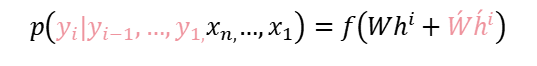 p(yᵢ|yᵢ₋₁, ..., y₁, xₙ, ..., x₁) = f(Whⁱ + Ẃh́ⁱ)